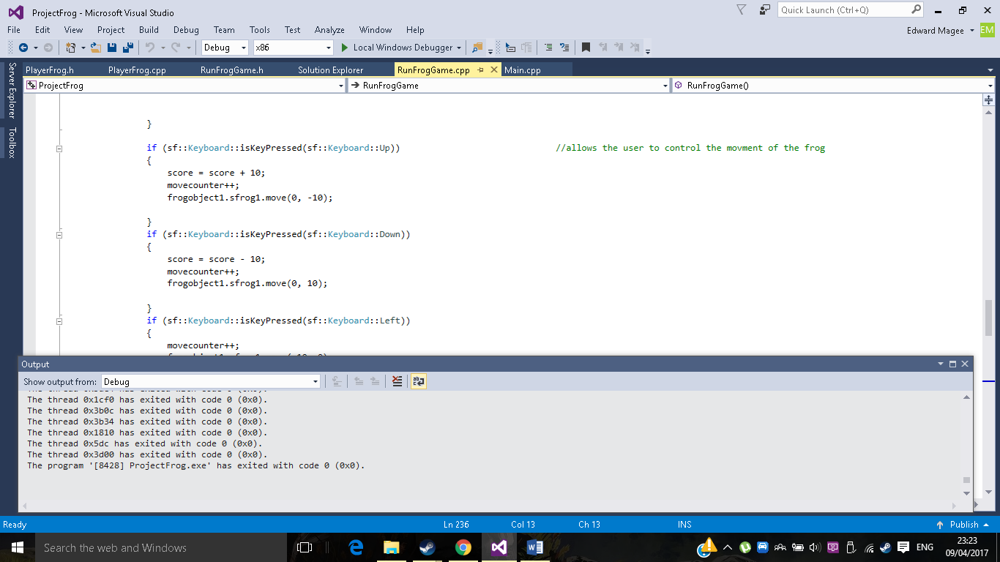 ProjectFrog - Microsoft Visual Studio
Quick Launch (Ctrl+Q)
File Edit View Project Build Debug Team Tools Test Analyze Window Help
Edward Magee EM
Debug x86 Local Windows Debugger
Server Explorer
Toolbox
PlayerFrog.h PlayerFrog.cpp RunFrogGame.h Solution Explorer RunFrogGame.cpp Main.cpp
ProjectFrog RunFrogGame RunFrogGame()
}
if (sf::Keyboard::isKeyPressed(sf::Keyboard::Up)) //allows the user to control the movment of the frog
{
score = score + 10;
movecounter++;
frogobject1.sfrog1.move(0, -10);
}
if (sf::Keyboard::isKeyPressed(sf::Keyboard::Down))
{
score = score - 10;
movecounter++;
frogobject1.sfrog1.move(0, 10);
}
if (sf::Keyboard::isKeyPressed(sf::Keyboard::Left))
{
movecounter++;
Output
Show output from: Debug
The thread 0x1cf0 has exited with code 0 (0x0).
The thread 0x3b0c has exited with code 0 (0x0).
The thread 0x3b34 has exited with code 0 (0x0).
The thread 0x1810 has exited with code 0 (0x0).
The thread 0x5dc has exited with code 0 (0x0).
The thread 0x3d00 has exited with code 0 (0x0).
The program '[8428] ProjectFrog.exe' has exited with code 0 (0x0).
Ready Ln 236 Col 13 Ch 13 INS Publish
Search the web and Windows
ENG
23:23
09/04/2017